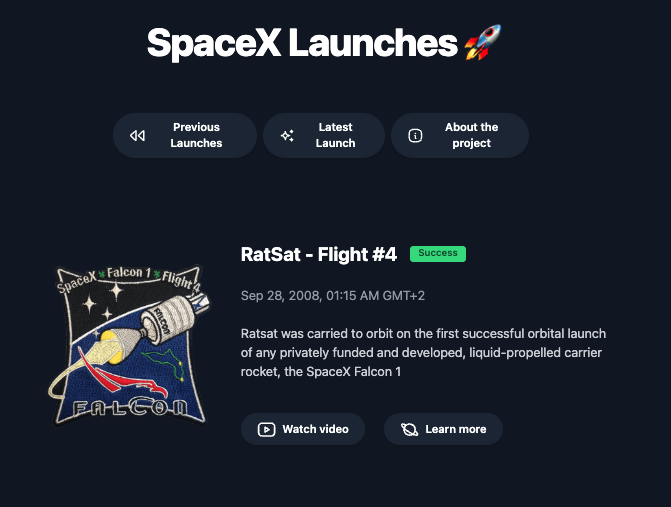 SpaceX Launches 🚀
Previous
Launches
Latest
Launch
About the
project
RatSat - Flight #4
Success
Sep 28, 2008, 01:15 AM GMT+2
Ratsat was carried to orbit on the first successful orbital launch
of any privately funded and developed, liquid-propelled carrier
rocket, the SpaceX Falcon 1
Watch video
Learn more
SpaceX Falcon 1 Flight 4
FALCON
FALCON